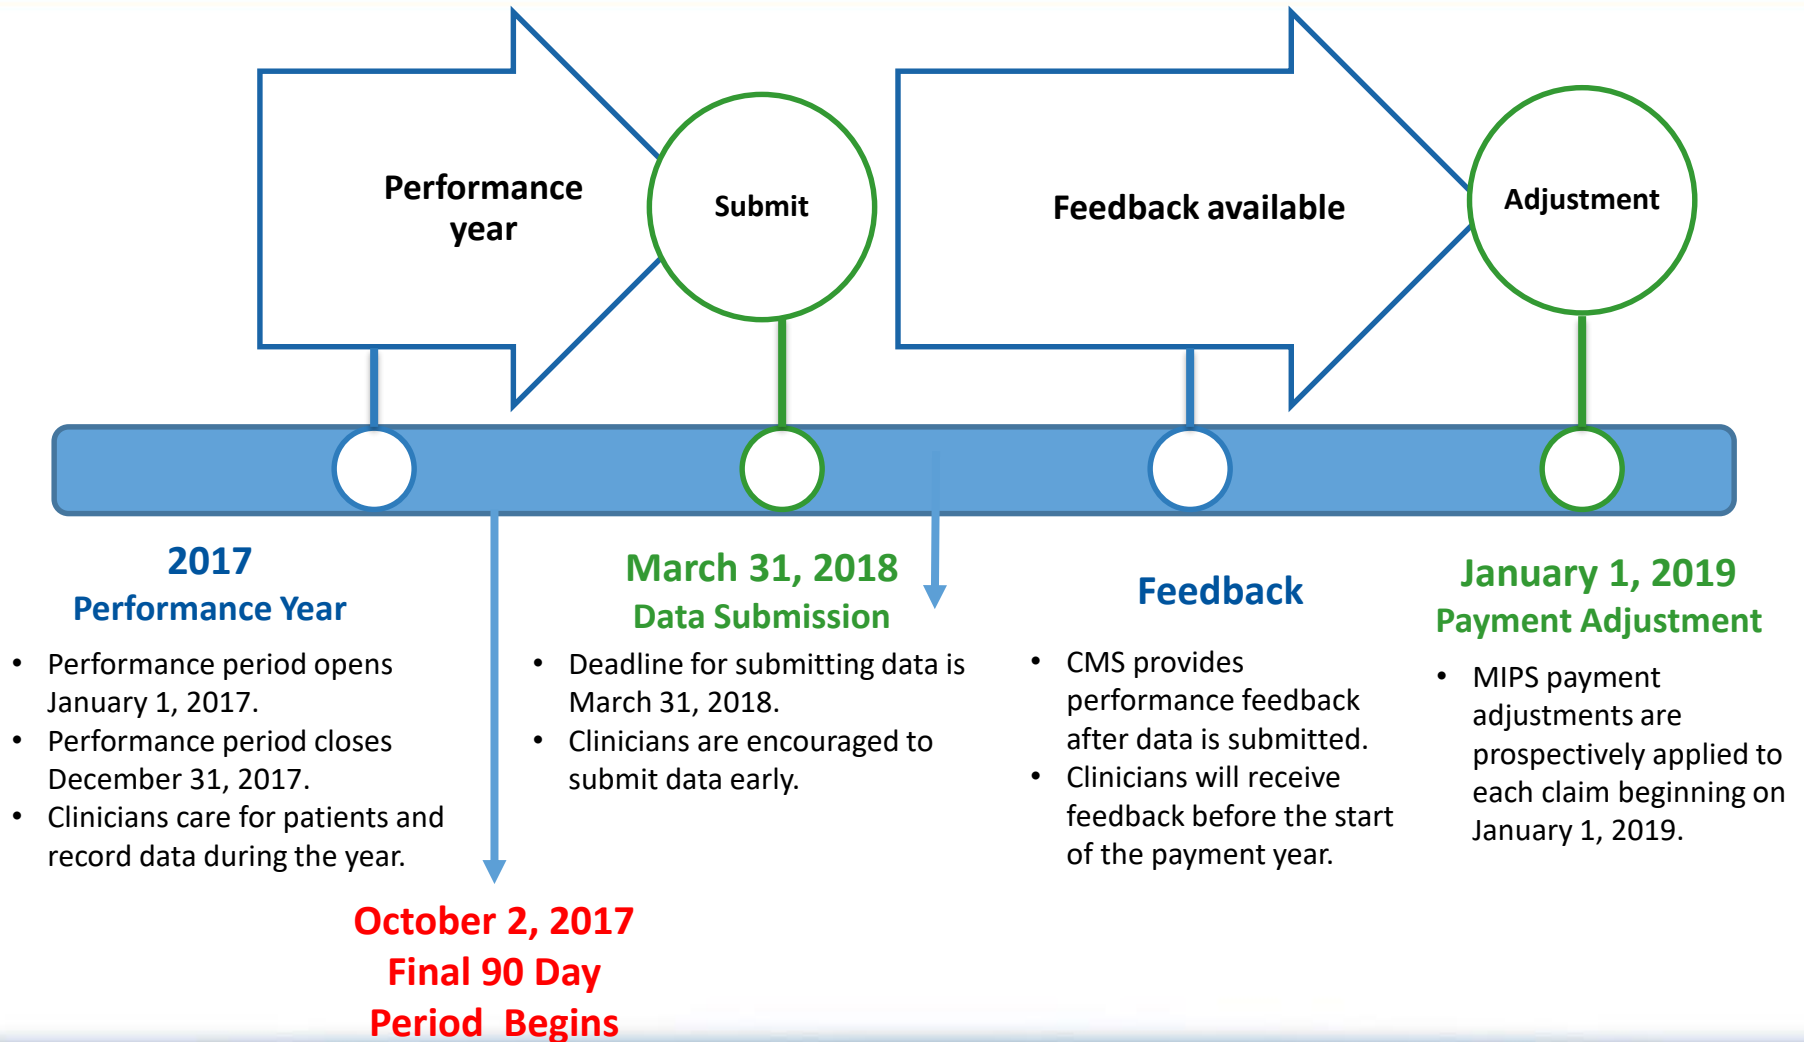 Performance
year
Submit
Feedback available
Adjustment
2017
Performance Year
• Performance period opens
January 1, 2017.
• Performance period closes
December 31, 2017.
• Clinicians care for patients and
record data during the year.
October 2, 2017
Final 90 Day
Period Begins
March 31, 2018
Data Submission
• Deadline for submitting data is
March 31, 2018.
• Clinicians are encouraged to
submit data early.
Feedback
• CMS provides
performance feedback
after data is submitted.
• Clinicians will receive
feedback before the start
of the payment year.
January 1, 2019
Payment Adjustment
• MIPS payment
adjustments are
prospectively applied to
each claim beginning on
January 1, 2019.